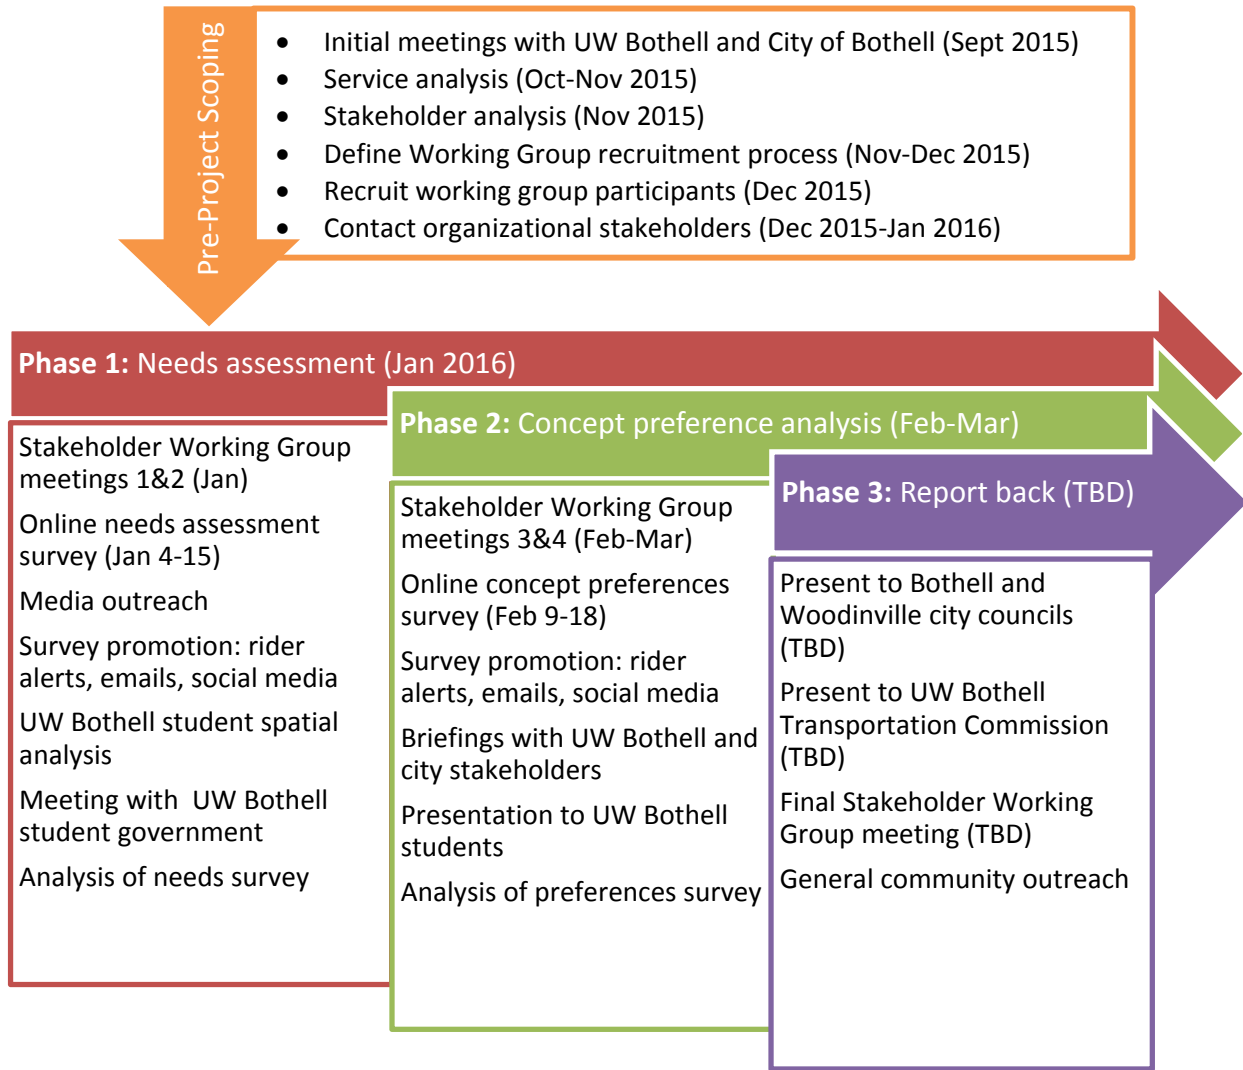 Pre-Project Scoping
• Initial meetings with UW Bothell and City of Bothell (Sept 2015)
• Service analysis (Oct-Nov 2015)
• Stakeholder analysis (Nov 2015)
• Define Working Group recruitment process (Nov-Dec 2015)
• Recruit working group participants (Dec 2015)
• Contact organizational stakeholders (Dec 2015-Jan 2016)
Phase 1: Needs assessment (Jan 2016)
Stakeholder Working Group
meetings 1&2 (Jan)
Online needs assessment
survey (Jan 4-15)
Media outreach
Survey promotion: rider
alerts, emails, social media
UW Bothell student spatial
analysis
Meeting with  UW Bothell
student government
Analysis of needs survey
Phase 2: Concept preference analysis (Feb-Mar)
Stakeholder Working Group
meetings 3&4 (Feb-Mar)
Online concept preferences
survey (Feb 9-18)
Survey promotion: rider
alerts, emails, social media
Briefings with UW Bothell and
city stakeholders
Presentation to UW Bothell
students
Analysis of preferences survey
Phase 3: Report back (TBD)
Present to Bothell and
Woodinville city councils
(TBD)
Present to UW Bothell
Transportation Commission
(TBD)
Final Stakeholder Working
Group meeting (TBD)
General community outreach